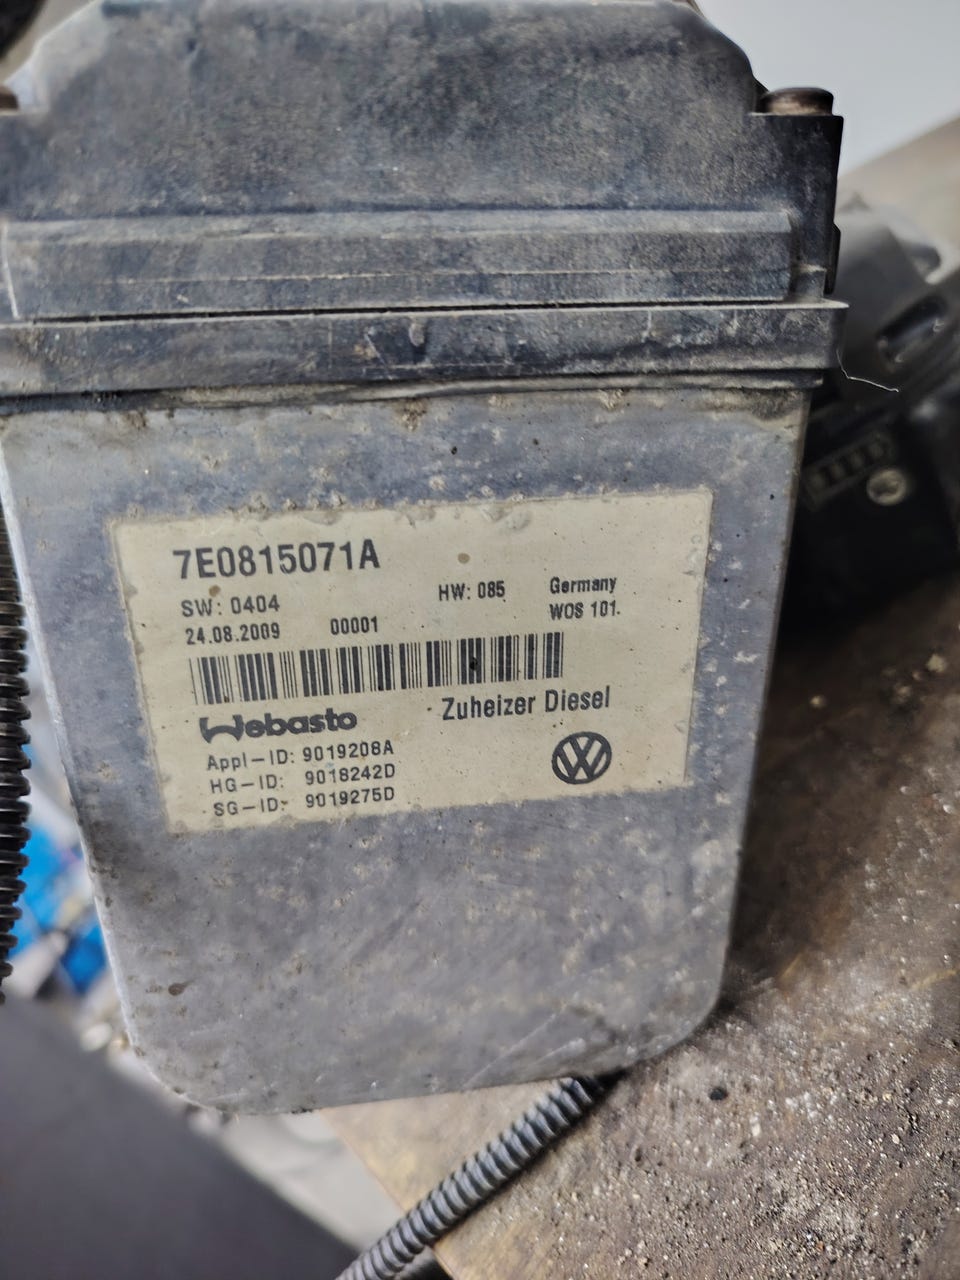 7E0815071A
SW: 0404 HW: 085 Germany
24.08.2009 00001 WOS 101.
Webasto Zuheizer Diesel
Appl-ID: 9019208A
HG-ID: 9018242D
SG-ID: 9019275D
VW